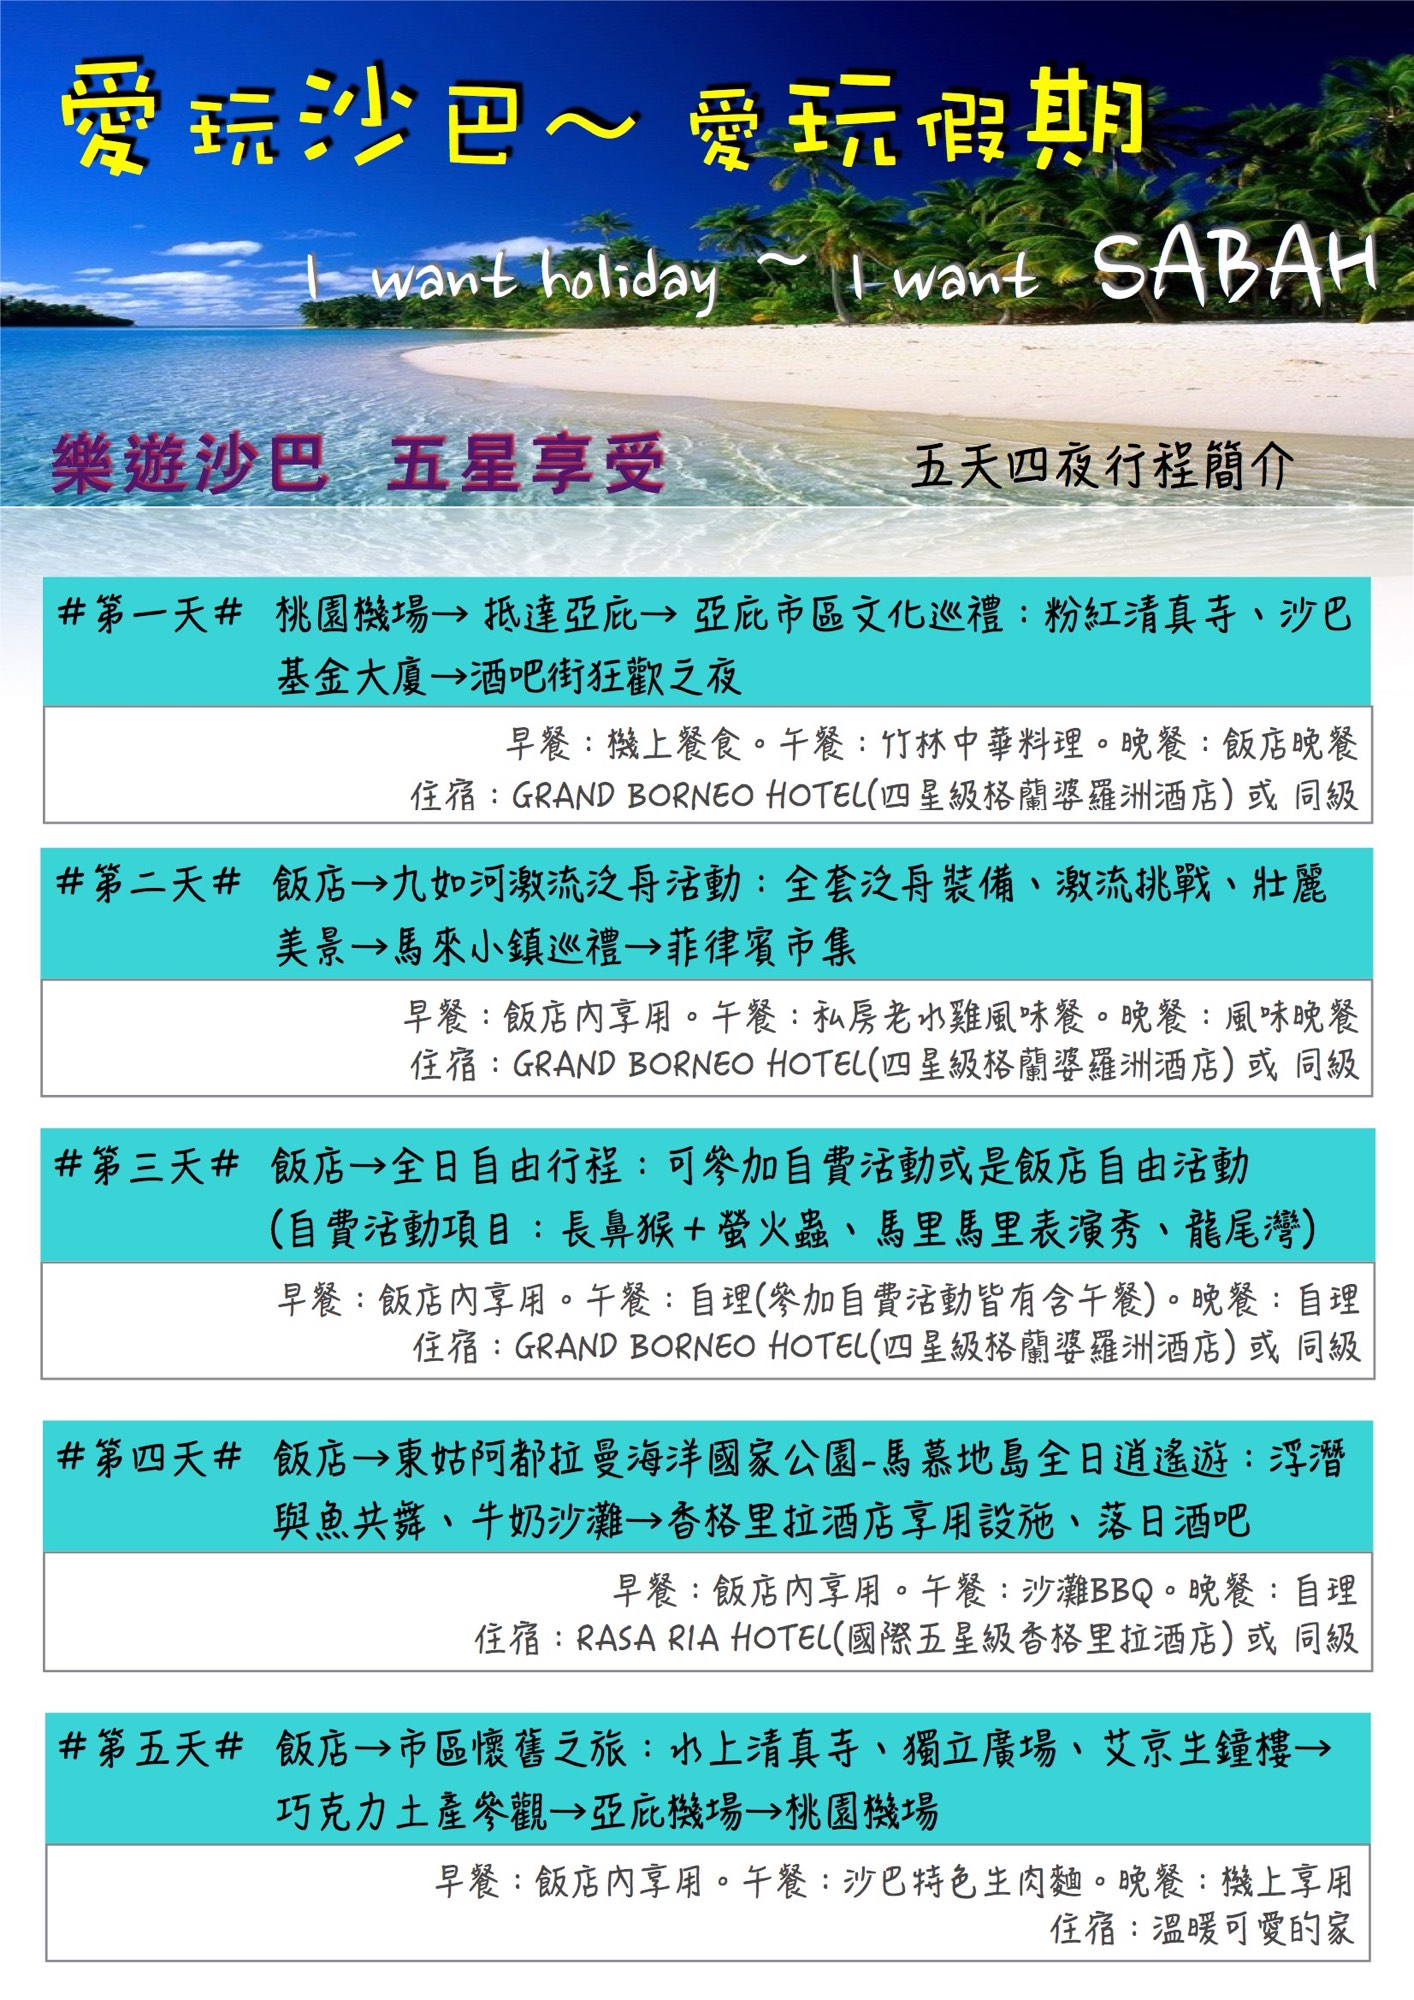 愛玩沙巴～愛玩假期
I want holiday ~ I want SABAH
樂遊沙巴 五星享受
五天四夜行程簡介
#第一天# 桃園機場→ 抵達亞庇→ 亞庇市區文化巡禮：粉紅清真寺、沙巴
基金大廈→酒吧街狂歡之夜
早餐：機上餐食。午餐：竹林中華料理。晚餐：飯店晚餐
住宿：GRAND BORNEO HOTEL(四星級格蘭婆羅洲酒店) 或 同級
#第二天# 飯店→九如河激流泛舟活動：全套泛舟裝備、激流挑戰、壯麗
美景→馬來小鎮巡禮→菲律賓市集
早餐：飯店內享用。午餐：私房老水雞風味餐。晚餐：風味晚餐
住宿：GRAND BORNEO HOTEL(四星級格蘭婆羅洲酒店) 或 同級
#第三天# 飯店→全日自由行程：可參加自費活動或是飯店自由活動
(自費活動項目：長鼻猴＋螢火蟲、馬里馬里表演秀、龍尾灣)
早餐：飯店內享用。午餐：自理(參加自費活動皆有含午餐)。晚餐：自理
住宿：GRAND BORNEO HOTEL(四星級格蘭婆羅洲酒店) 或 同級
#第四天# 飯店→東姑阿都拉曼海洋國家公園-馬慕地島全日逍遙遊：浮潛
與魚共舞、牛奶沙灘→香格里拉酒店享用設施、落日酒吧
早餐：飯店內享用。午餐：沙灘BBQ。晚餐：自理
住宿：RASA RIA HOTEL(國際五星級香格里拉酒店) 或 同級
#第五天# 飯店→市區懷舊之旅：水上清真寺、獨立廣場、艾京生鐘樓→
巧克力土產參觀→亞庇機場→桃園機場
早餐：飯店內享用。午餐：沙巴特色生肉麵。晚餐：機上享用
住宿：溫暖可愛的家